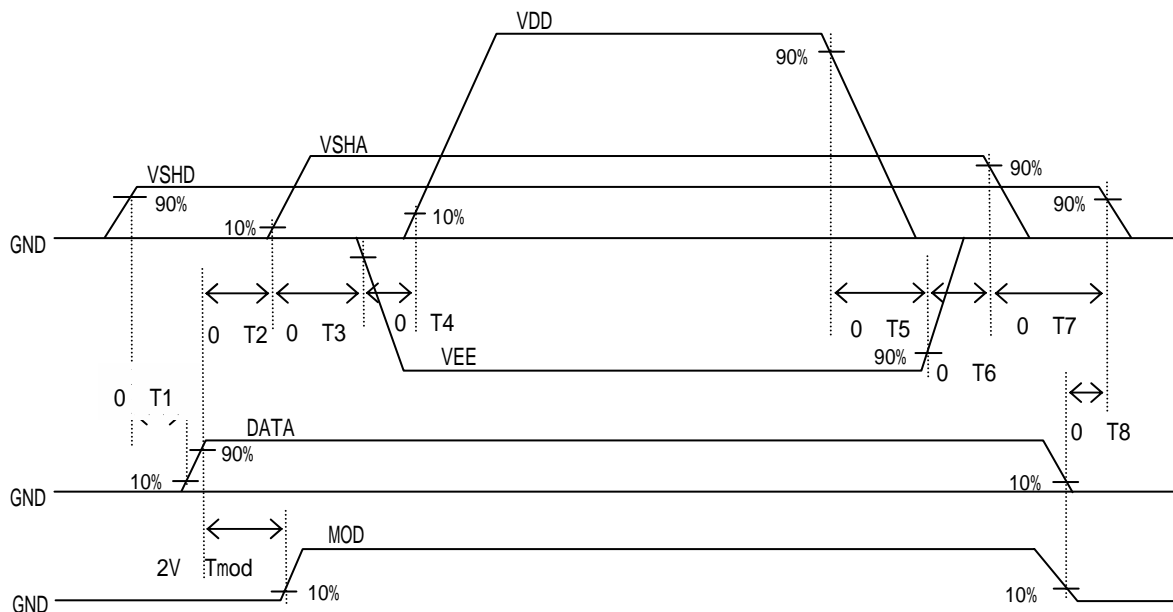 VDD
90%
VSHA
VSHD
90%
90%
10%
10%
90%
GND
0 T2
0 T3
0 T4
0 T5
0 T7
VEE
90%
0 T6
0 T1
0 T8
DATA
90%
10%
10%
GND
MOD
2V Tmod
10%
10%
GND